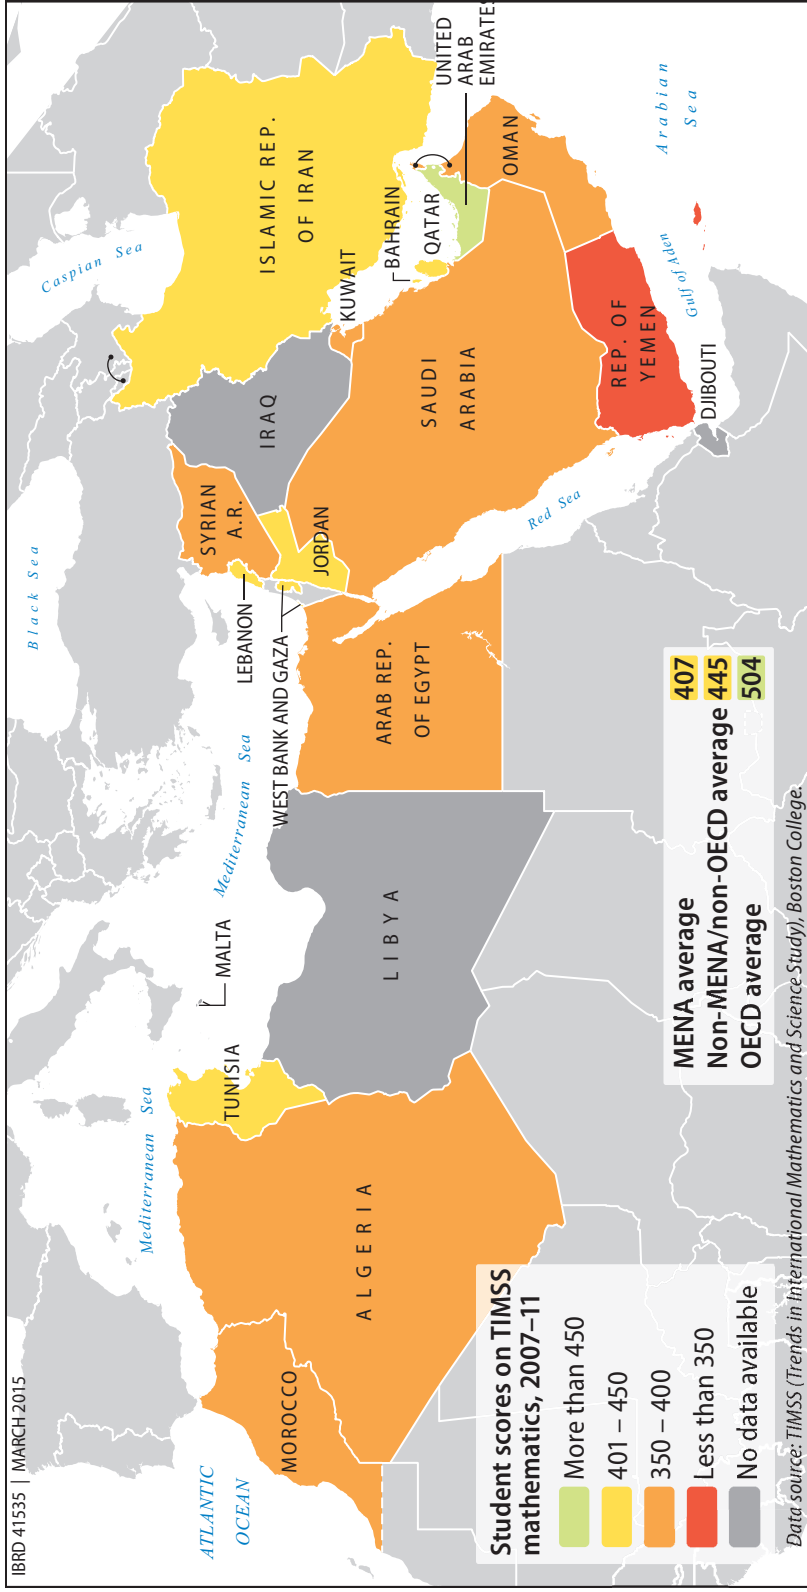 IBRD 41535 | MARCH 2015
ATLANTIC
OCEAN
MOROCCO
ALGERIA
Mediterranean Sea
TUNISIA
MALTA
LIBYA
Mediterranean Sea
Black Sea
LEBANON
WEST BANK AND GAZA
ARAB REP.
OF EGYPT
SYRIAN
A.R.
JORDAN
IRAQ
Caspian Sea
ISLAMIC REP.
OF IRAN
KUWAIT
BAHRAIN
QATAR
UNITED
ARAB
EMIRATES
SAUDI
ARABIA
OMAN
REP. OF
YEMEN
DJIBOUTI
Red Sea
Gulf of Aden
Arabian
Sea
Student scores on TIMSS
mathematics, 2007–11
More than 450
401 – 450
350 – 400
Less than 350
No data available
MENA average 407
Non-MENA/non-OECD average 445
OECD average 504
Data source: TIMSS (Trends in International Mathematics and Science Study), Boston College.